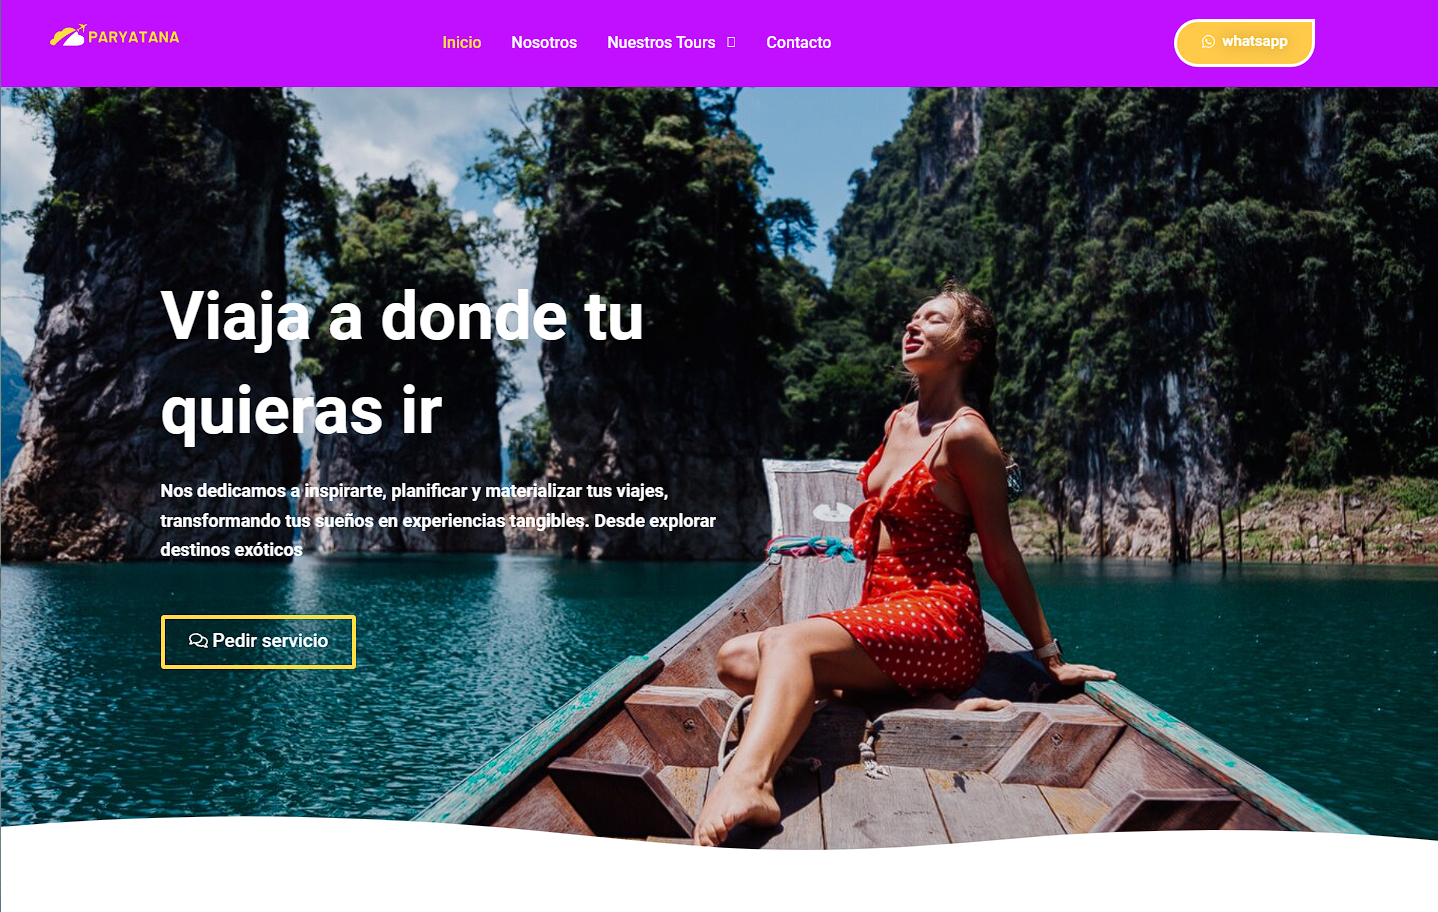 PARYATANA
Inicio
Nosotros
Nuestros Tours
Contacto
whatsapp
Viaja a donde tu
quieras ir
Nos dedicamos a inspirarte, planificar y materializar tus viajes,
transformando tus sueños en experiencias tangibles. Desde explorar
destinos exóticos
Pedir servicio